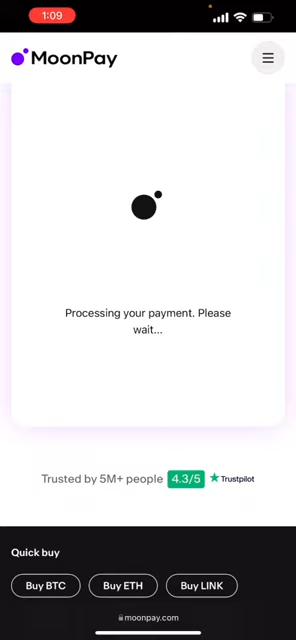 1:09
MoonPay
Processing your payment. Please
wait...
Trusted by 5M+ people 4.3/5 Trustpilot
Quick buy
Buy BTC Buy ETH Buy LINK
moonpay.com